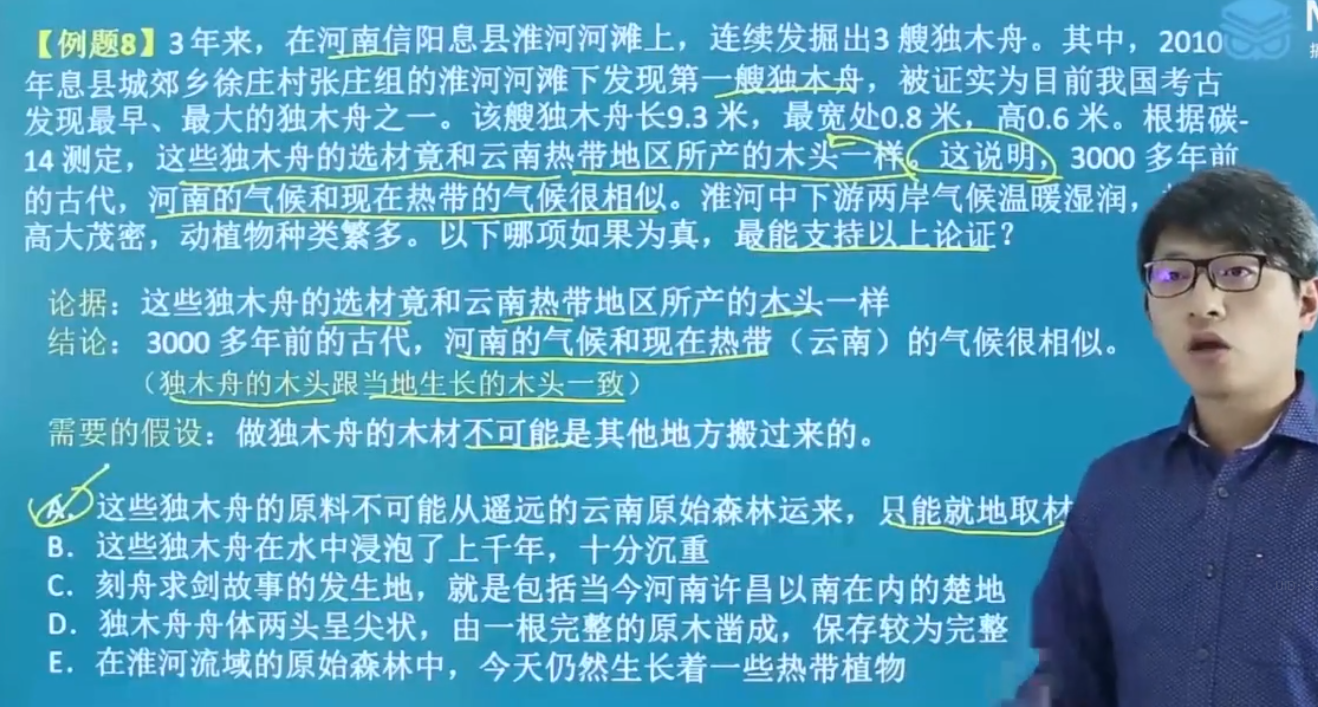 【例题8】3年来，在河南信阳息县淮河河滩上，连续发掘出3艘独木舟。其中，2010
年息县城郊乡徐庄村张庄组的淮河河滩下发现第一艘独木舟，被证实为目前我国考古
发现最早、最大的独木舟之一。该艘独木舟长9.3米，最宽处0.8米，高0.6米。根据碳-
14测定，这些独木舟的选材竟和云南热带地区所产的木头一样。这说明，3000多年前
的古代，河南的气候和现在热带的气候很相似。淮河中下游两岸气候温暖湿润，
高大茂密，动植物种类繁多。以下哪项如果为真，最能支持以上论证？
论据：这些独木舟的选材竟和云南热带地区所产的木头一样
结论：3000多年前的古代，河南的气候和现在热带（云南）的气候很相似。
（独木舟的木头跟当地生长的木头一致）
需要的假设：做独木舟的木材不可能是其他地方搬过来的。
A. 这些独木舟的原料不可能从遥远的云南原始森林运来，只能就地取材
B. 这些独木舟在水中浸泡了上千年，十分沉重
C. 刻舟求剑故事的发生地，就是包括当今河南许昌以南在内的楚地
D. 独木舟舟体两头呈尖状，由一根完整的原木凿成，保存较为完整
E. 在淮河流域的原始森林中，今天仍然生长着一些热带植物